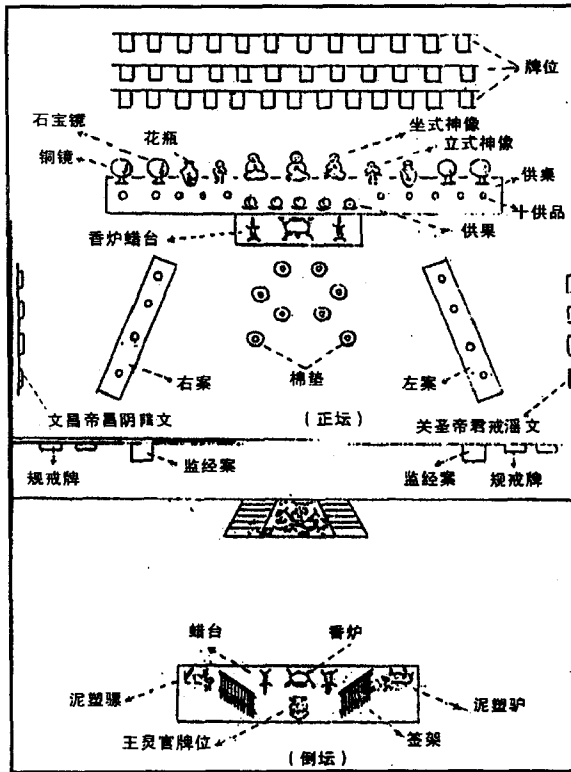 牌位
石宝镜
花瓶
坐式神像
立式神像
铜镜
供桌
十供品
供果
香炉蜡台
右案
棉垫
左案
(正坛)
文昌帝君阴骘文
关圣帝君戒淫文
规戒牌
监经案
监经案
规戒牌
蜡台
香炉
泥塑骡
泥塑驴
王灵官牌位
签架
(倒坛)